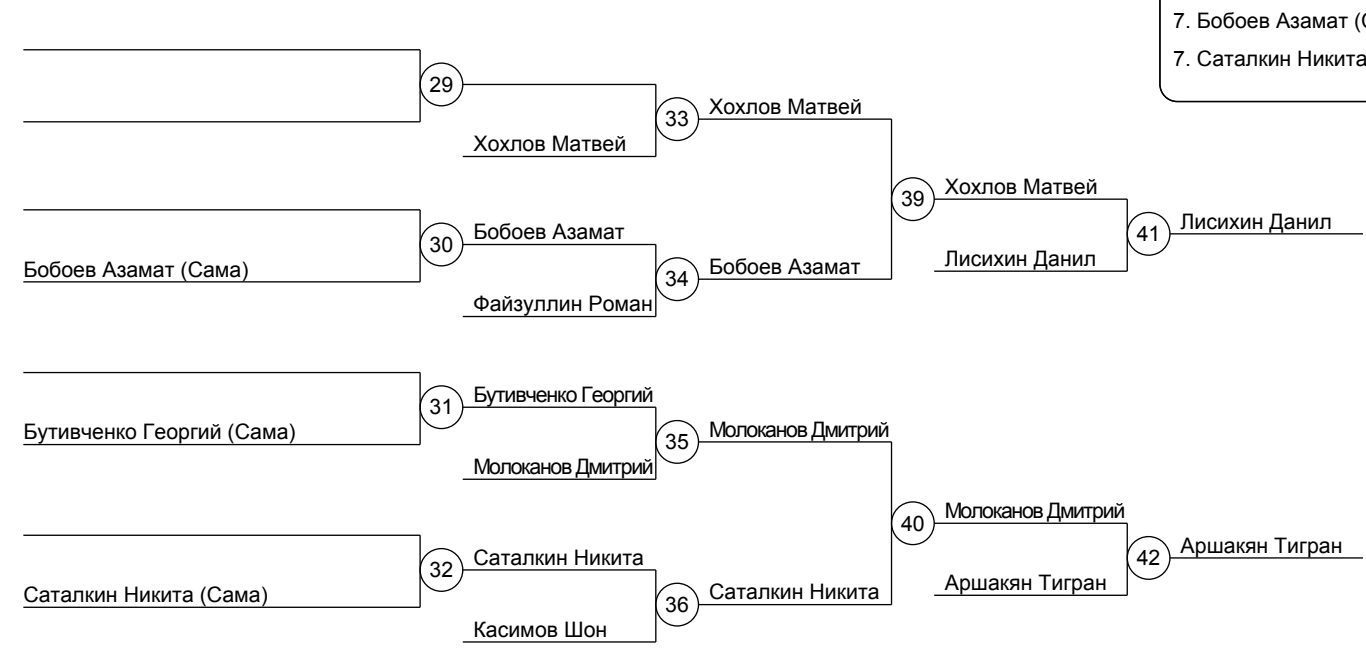 7. Бобоев Азамат (С
7. Саталкин Никита
29
Хохлов Матвей
33
Хохлов Матвей
39
Хохлов Матвей
41
Лисихин Данил
Лисихин Данил
30
Бобоев Азамат
Бобоев Азамат (Сама)
34
Бобоев Азамат
Файзуллин Роман
31
Бутивченко Георгий
Бутивченко Георгий (Сама)
35
Молоканов Дмитрий
Молоканов Дмитрий
40
Молоканов Дмитрий
42
Аршакян Тигран
Аршакян Тигран
32
Саталкин Никита
Саталкин Никита (Сама)
36
Саталкин Никита
Касимов Шон